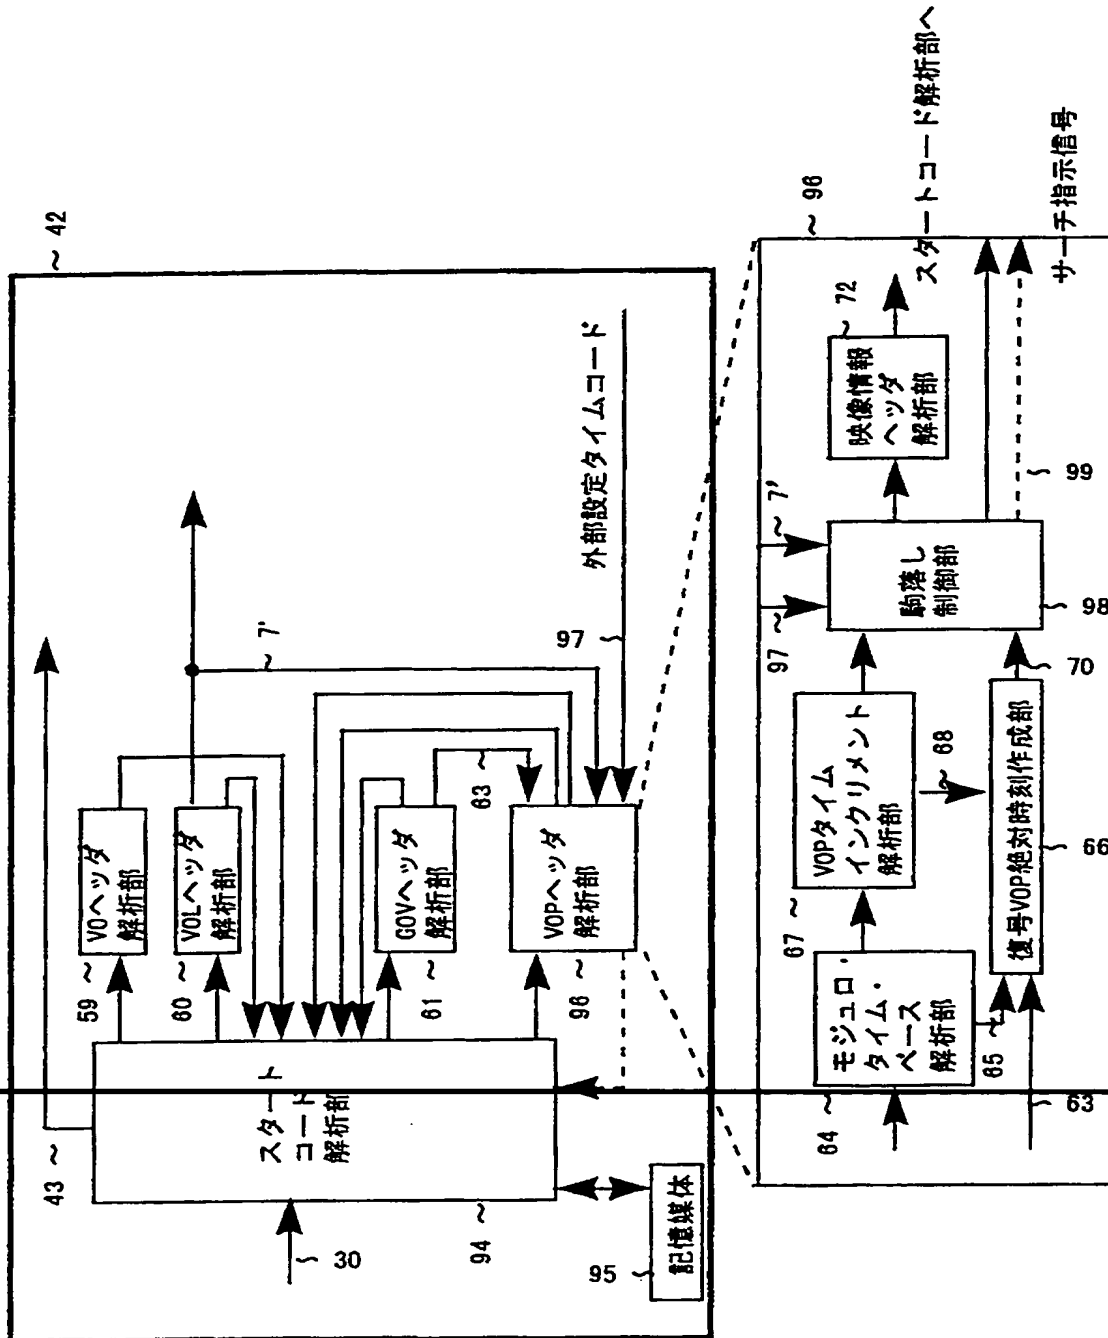 42
43
30
94
スタート
コード
解析部
95
記憶媒体
59
VOヘッダ
解析部
60
VOLヘッダ
解析部
61
GOVヘッダ
解析部
96
VOPヘッダ
解析部
63
7'
97
外部設定タイムコード
96
64
モジュロ・
タイム・
ベース
解析部
65
63
67
VOPタイム
インクリメント
解析部
68
復号VOP絶対時刻作成部
66
70
97
7'
駒落し
制御部
98
映像情報
ヘッダ
解析部
72
99
スタートコード解析部へ
サーチ指示信号